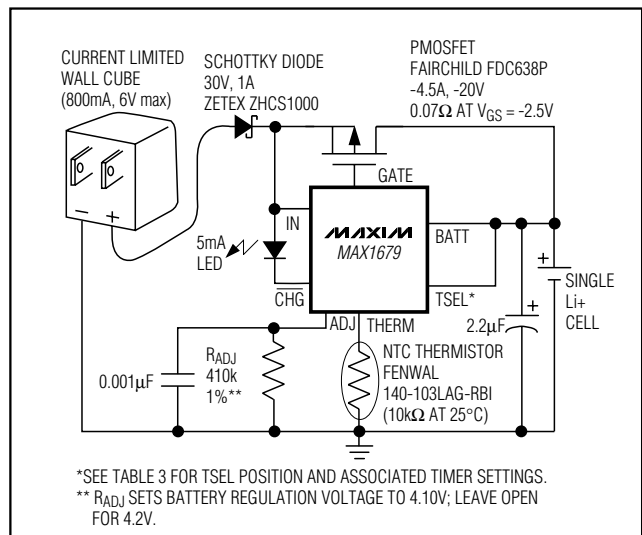 CURRENT LIMITED
WALL CUBE
(800mA, 6V max)
SCHOTTKY DIODE
30V, 1A
ZETEX ZHCS1000
PMOSFET
FAIRCHILD FDC638P
-4.5A, -20V
0.07Ω AT VGS = -2.5V
GATE
IN
MAXIM
MAX1679
BATT
5mA
LED
CHG
TSEL*
ADJ
THERM
− +
+
+
SINGLE
Li+
CELL
2.2µF
0.001µF
RADJ
410k
1%**
NTC THERMISTOR
FENWAL
140-103LAG-RBI
(10kΩ AT 25°C)
*SEE TABLE 3 FOR TSEL POSITION AND ASSOCIATED TIMER SETTINGS.
** RADJ SETS BATTERY REGULATION VOLTAGE TO 4.10V; LEAVE OPEN
FOR 4.2V.